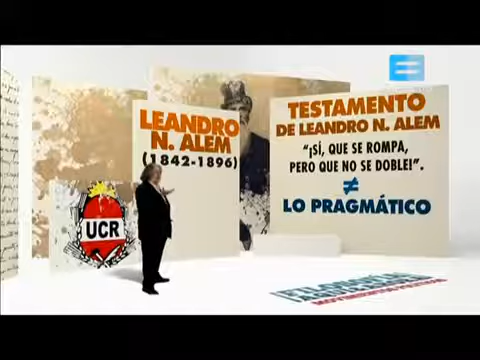 LEANDRO
N. ALEM
(1842-1896)
UCR
TESTAMENTO
DE LEANDRO N. ALEM
“¡SÍ, QUE SE ROMPA,
PERO QUE NO SE DOBLE!”.
≠
LO PRAGMÁTICO